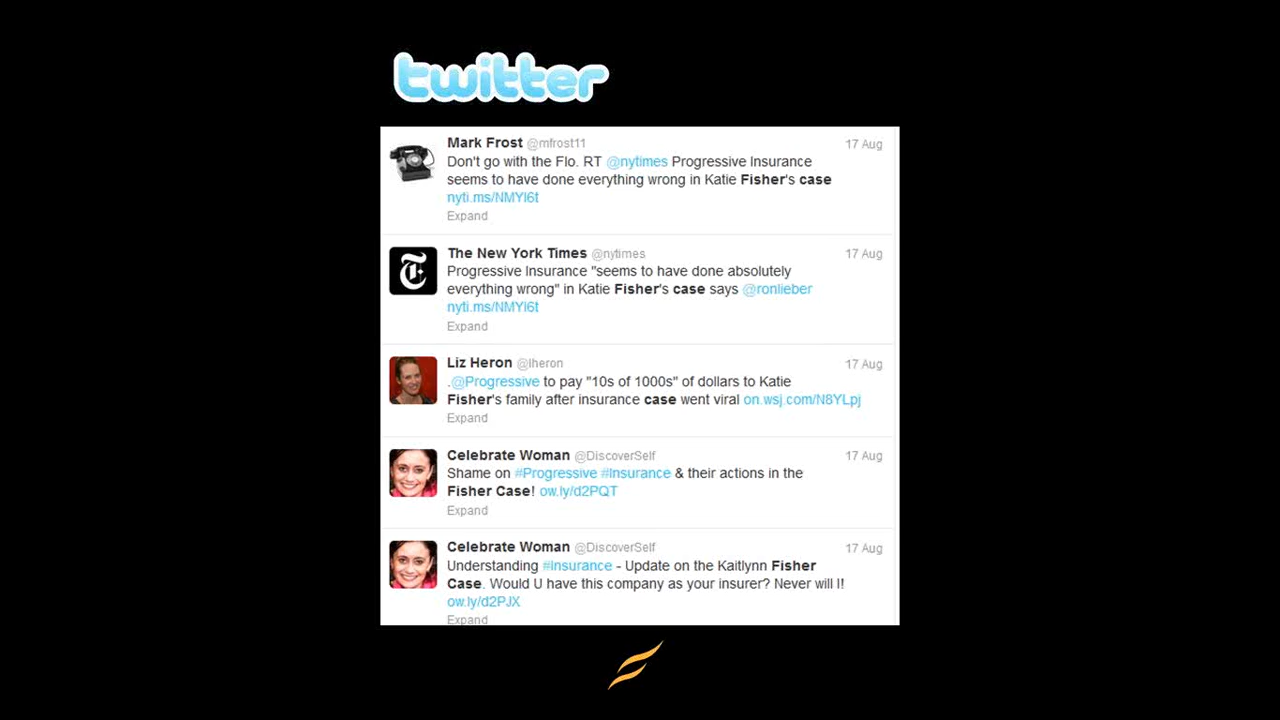 twitter
Mark Frost @mfrost11 17 Aug
Don't go with the Flo. RT @nytimes Progressive Insurance
seems to have done everything wrong in Katie Fisher's case
nyti.ms/NMYl6t
Expand
The New York Times @nytimes 17 Aug
Progressive Insurance "seems to have done absolutely
everything wrong" in Katie Fisher's case says @ronlieber
nyti.ms/NMYl6t
Expand
Liz Heron @lheron 17 Aug
.@Progressive to pay "10s of 1000s" of dollars to Katie
Fisher's family after insurance case went viral on.wsj.com/N8YLpj
Expand
Celebrate Woman @DiscoverSelf 17 Aug
Shame on #Progressive #Insurance & their actions in the
Fisher Case! ow.ly/d2PQT
Expand
Celebrate Woman @DiscoverSelf 17 Aug
Understanding #Insurance - Update on the Kaitlynn Fisher
Case. Would U have this company as your insurer? Never will I!
ow.ly/d2PJX
Expand